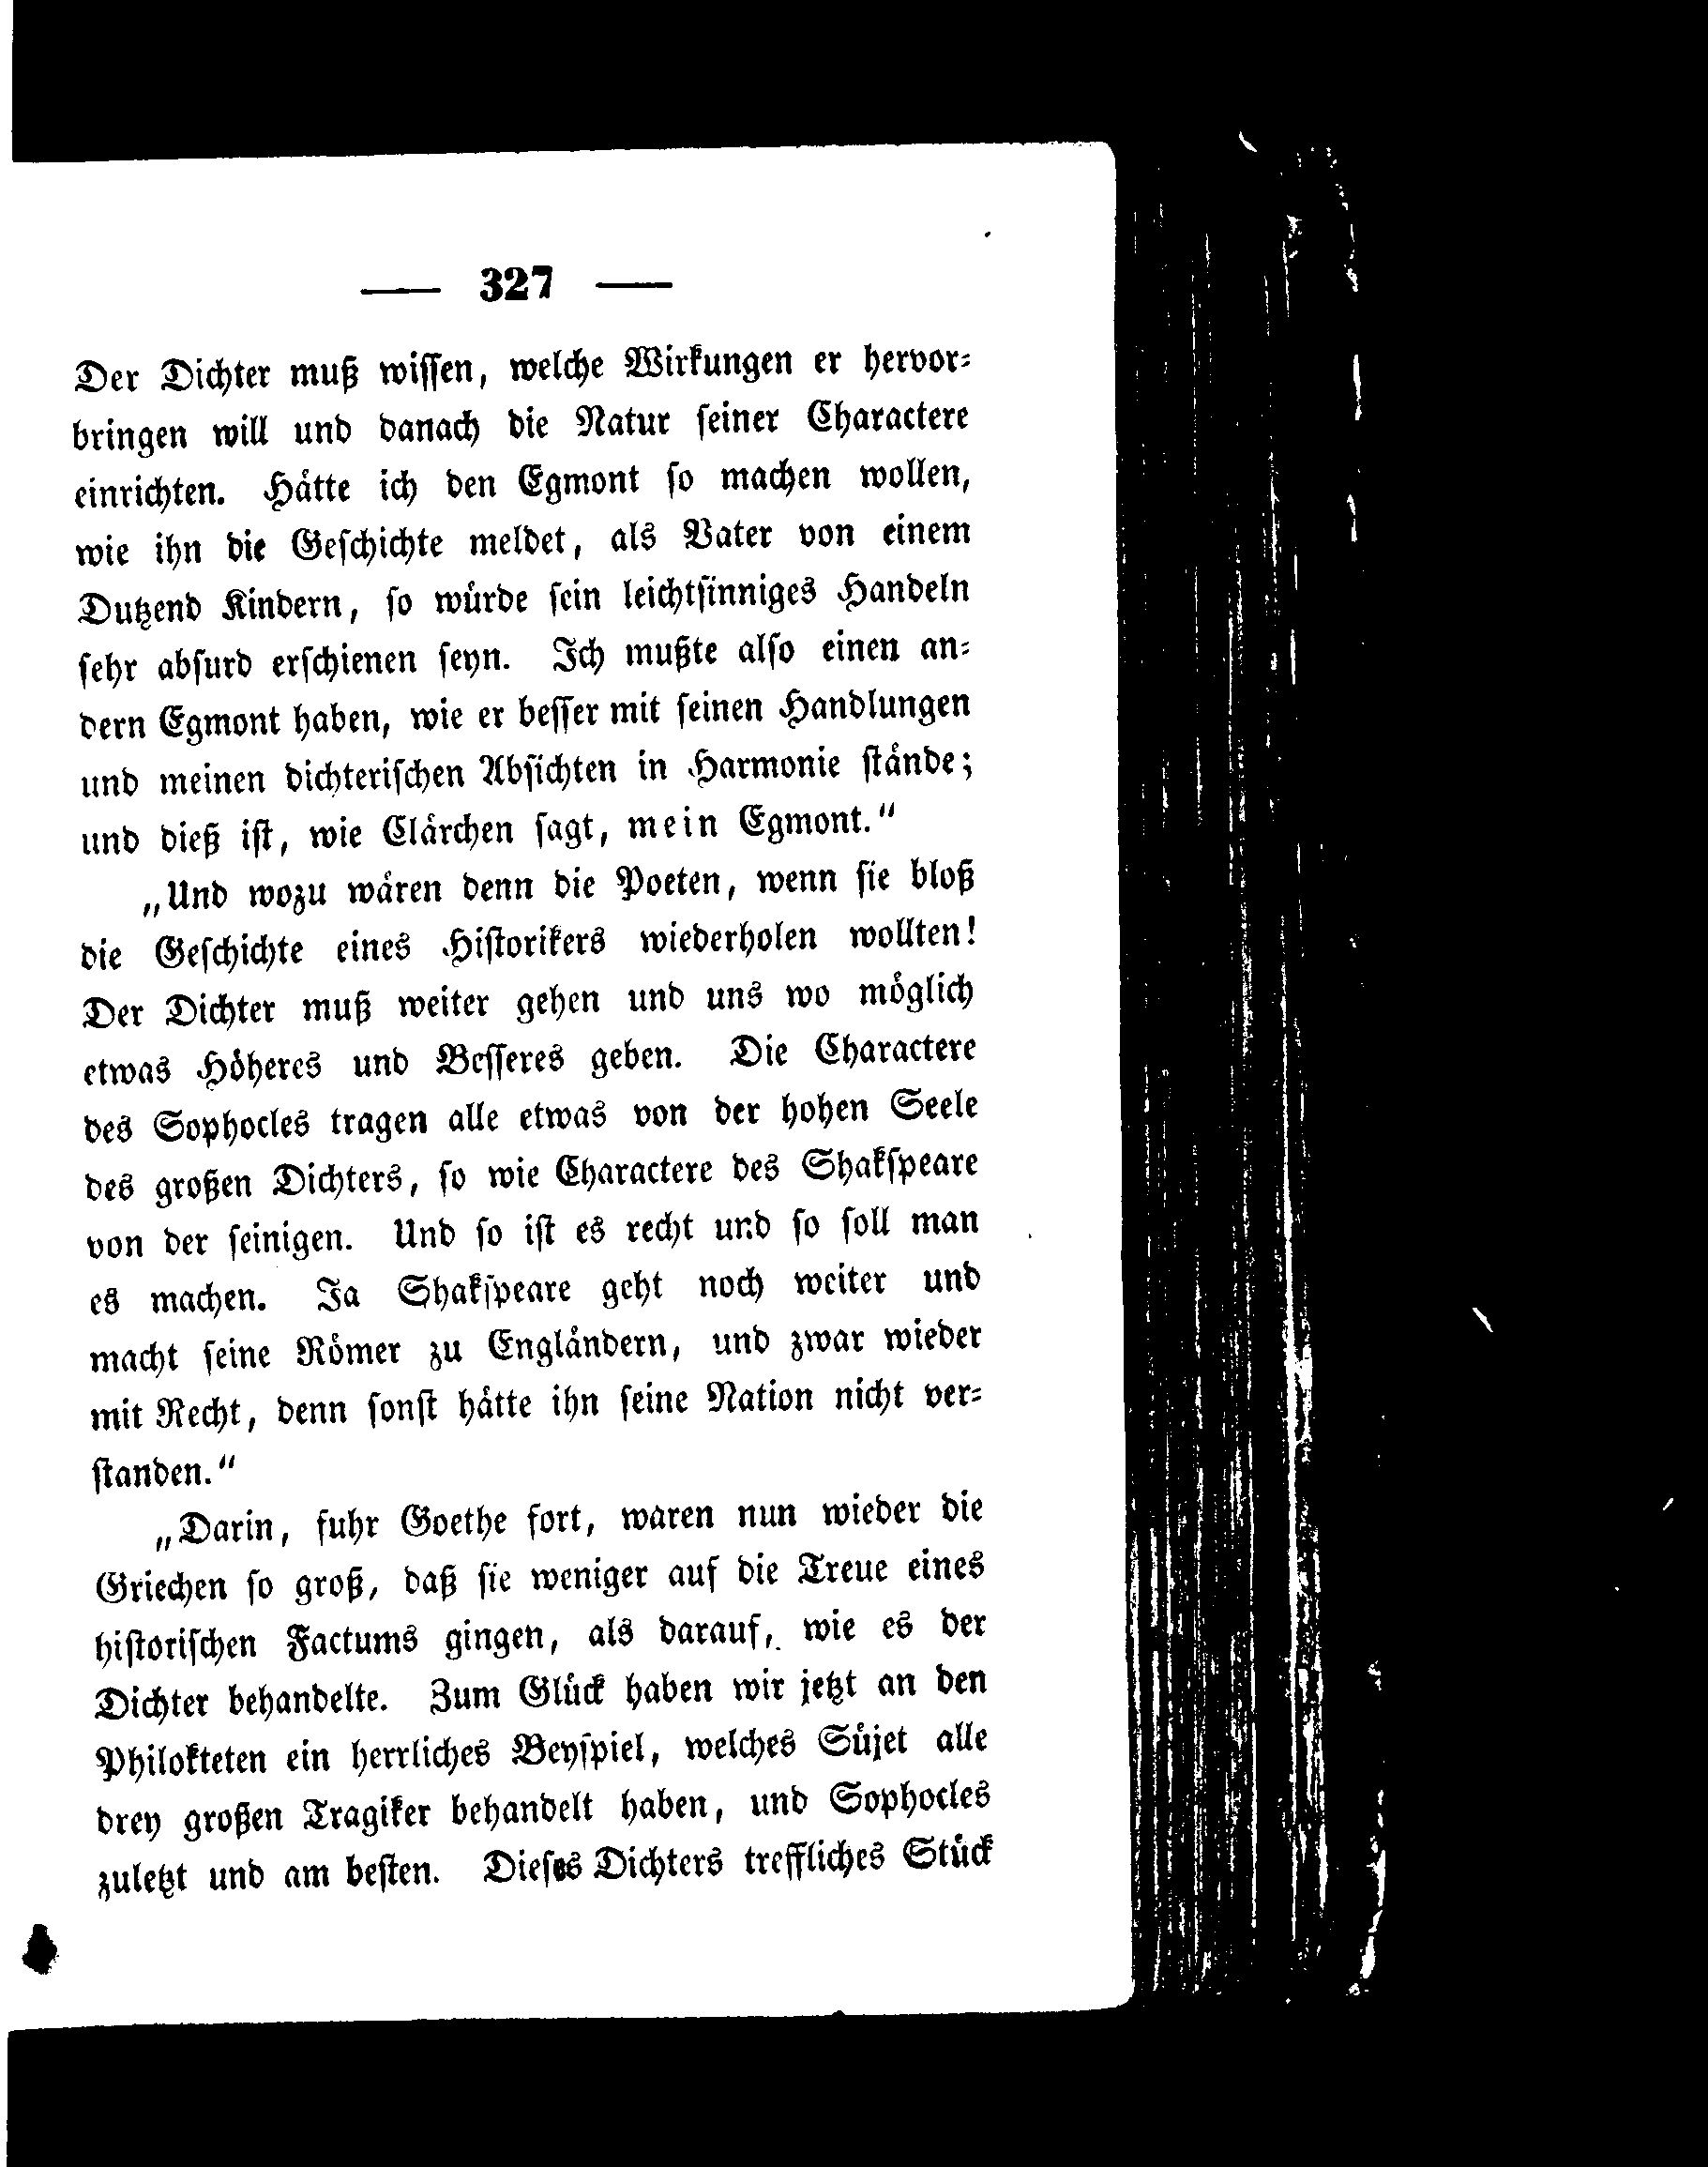 — 327 —
Der Dichter muß wiſſen, welche Wirkungen er hervor⸗
bringen will und danach die Natur ſeiner Charactere
einrichten. Hätte ich den Egmont ſo machen wollen,
wie ihn die Geſchichte meldet, als Vater von einem
Dutzend Kindern, ſo würde ſein leichtſinniges Handeln
ſehr abſurd erſchienen ſeyn. Ich mußte alſo einen an⸗
dern Egmont haben, wie er beſſer mit ſeinen Handlungen
und meinen dichteriſchen Abſichten in Harmonie ſtände;
und dieß iſt, wie Clärchen ſagt, mein Egmont.“
„Und wozu wären denn die Poeten, wenn ſie bloß
die Geſchichte eines Hiſtorikers wiederholen wollten!
Der Dichter muß weiter gehen und uns wo möglich
etwas Höheres und Beſſeres geben. Die Charactere
des Sophocles tragen alle etwas von der hohen Seele
des großen Dichters, ſo wie Charactere des Shakſpeare
von der ſeinigen. Und ſo iſt es recht und ſo ſoll man
es machen. Ja Shakſpeare geht noch weiter und
macht ſeine Römer zu Engländern, und zwar wieder
mit Recht, denn ſonſt hätte ihn ſeine Nation nicht ver⸗
ſtanden.“
„Darin, fuhr Goethe fort, waren nun wieder die
Griechen ſo groß, daß ſie weniger auf die Treue eines
hiſtoriſchen Factums gingen, als darauf, wie es der
Dichter behandelte. Zum Glück haben wir jetzt an den
Philokteten ein herrliches Beyſpiel, welches Süjet alle
drey großen Tragiker behandelt haben, und Sophocles
zuletzt und am beſten. Dieſes Dichters treffliches Stück